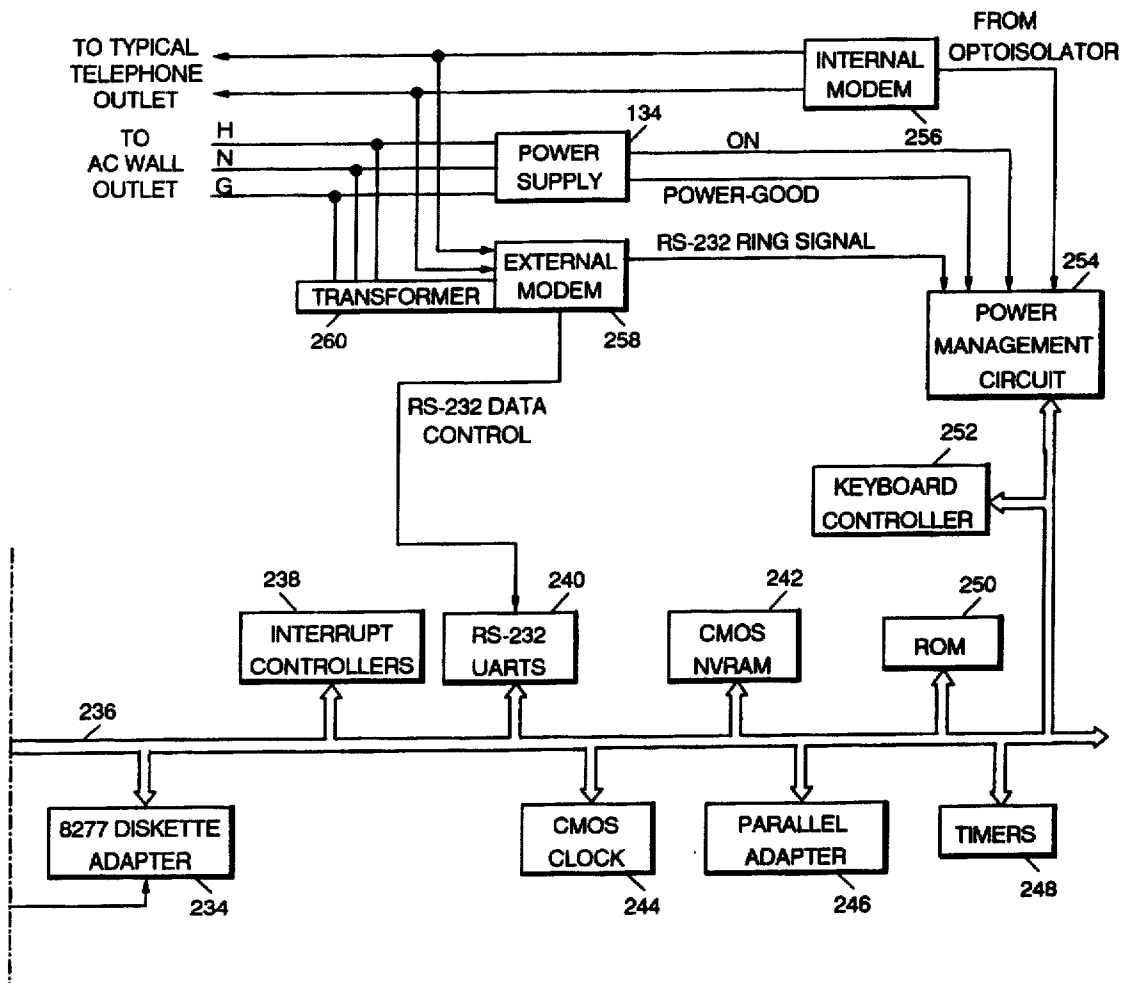 FROM
OPTOISOLATOR
TO TYPICAL
TELEPHONE
OUTLET
INTERNAL
MODEM
256
TO
AC WALL
OUTLET
H
N
G
134
POWER
SUPPLY
ON
POWER-GOOD
RS-232 RING SIGNAL
EXTERNAL
MODEM
258
TRANSFORMER
260
254
POWER
MANAGEMENT
CIRCUIT
RS-232 DATA
CONTROL
252
KEYBOARD
CONTROLLER
238
INTERRUPT
CONTROLLERS
240
RS-232
UARTS
242
CMOS
NVRAM
250
ROM
236
8277 DISKETTE
ADAPTER
234
CMOS
CLOCK
244
PARALLEL
ADAPTER
246
TIMERS
248